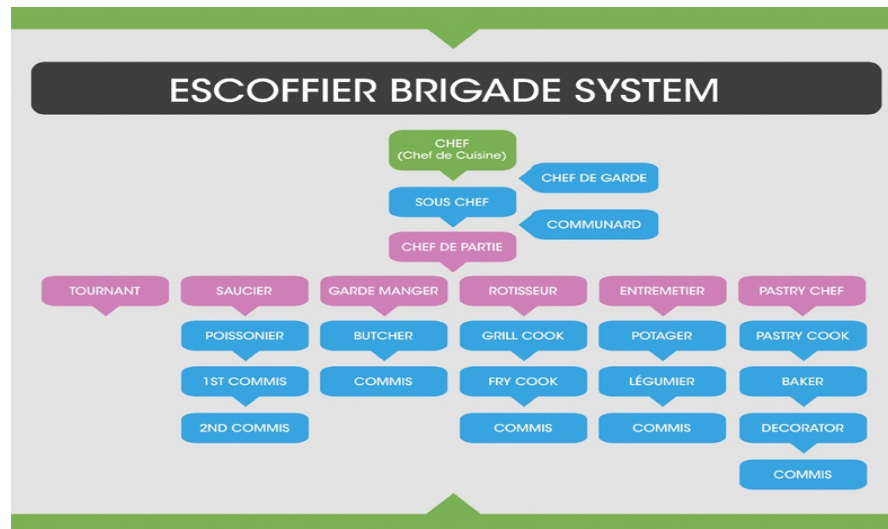 ESCOFFIER BRIGADE SYSTEM
CHEF
(Chef de Cuisine)
CHEF DE GARDE
SOUS CHEF
COMMUNARD
CHEF DE PARTIE
TOURNANT
SAUCIER
GARDE MANGER
ROTISSEUR
ENTREMETIER
PASTRY CHEF
POISSONIER
BUTCHER
GRILL COOK
POTAGER
PASTRY COOK
1ST COMMIS
COMMIS
FRY COOK
LÉGUMIER
BAKER
2ND COMMIS
COMMIS
COMMIS
DECORATOR
COMMIS